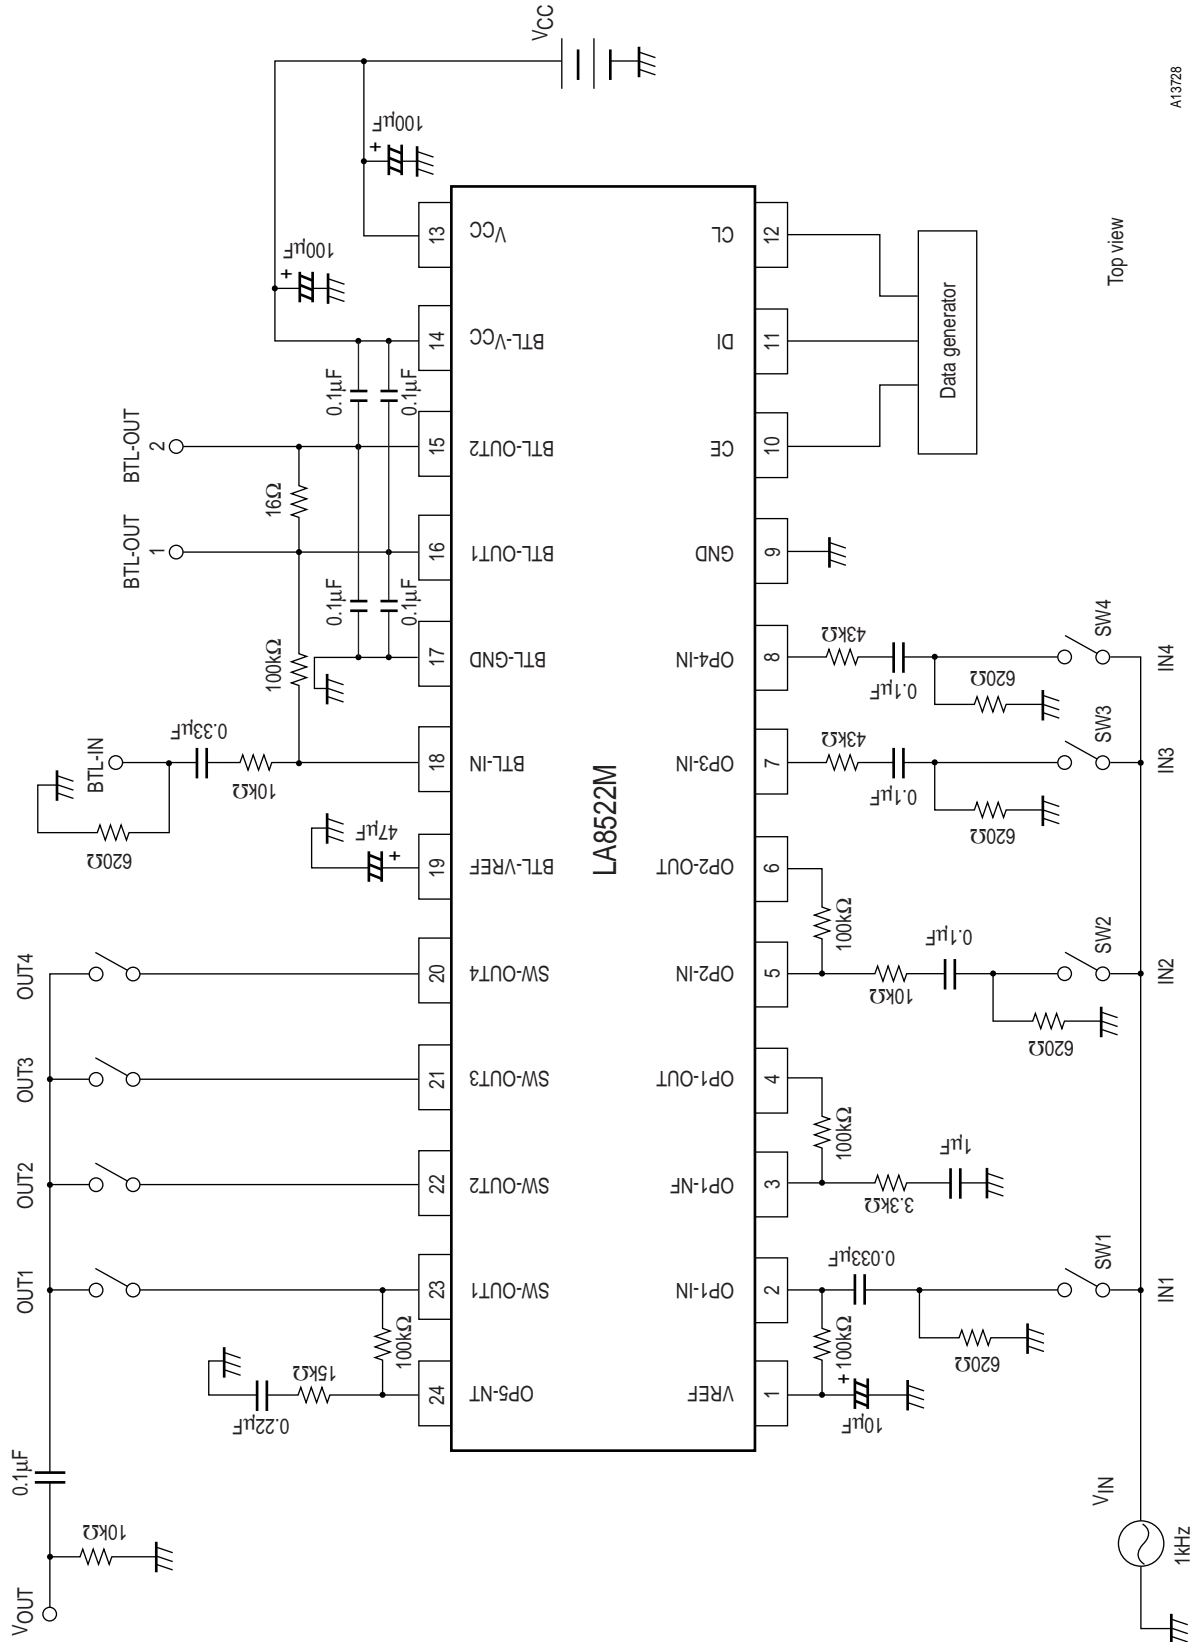 VCC
100µF
+
100µF
+
A13728
BTL-OUT
2
BTL-OUT
1
0.1µF
0.1µF
16Ω
0.1µF
0.1µF
100kΩ
BTL-IN
0.33µF
10kΩ
620Ω
47µF
+
OUT4
OUT3
OUT2
OUT1
100kΩ
15kΩ
0.22µF
0.1µF
10kΩ
VOUT
13
VCC
14
BTL-VCC
15
BTL-OUT2
16
BTL-OUT1
17
BTL-GND
18
BTL-IN
19
BTL-VREF
20
SW-OUT4
21
SW-OUT3
22
SW-OUT2
23
SW-OUT1
24
OP5-NT
LA8522M
CL
12
DI
11
CE
10
GND
9
OP4-IN
8
OP3-IN
7
OP2-OUT
6
OP2-IN
5
OP1-OUT
4
OP1-NF
3
OP1-IN
2
VREF
1
Data generator
Top view
43kΩ
0.1µF
620Ω
SW4
IN4
43kΩ
0.1µF
620Ω
SW3
IN3
100kΩ
10kΩ
0.1µF
620Ω
SW2
IN2
100kΩ
3.3kΩ
1µF
0.033µF
100kΩ
620Ω
SW1
IN1
+
10µF
VIN
1kHz